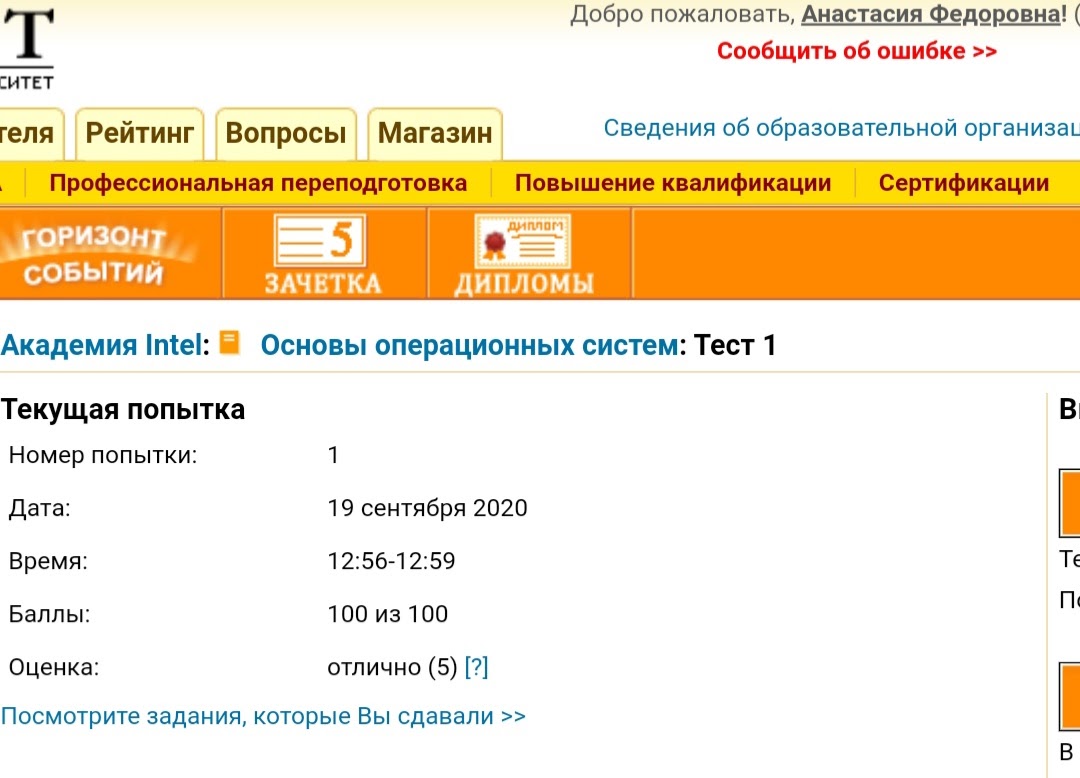 Т
СИТЕТ
Добро пожаловать, Анастасия Федоровна! (
Сообщить об ошибке >>
теля
Рейтинг
Вопросы
Магазин
Сведения об образовательной организац
Профессиональная переподготовка
Повышение квалификации
Сертификации
ГОРИЗОНТ
СОБЫТИЙ
5
ЗАЧЕТКА
ДИПЛОМ
ДИПЛОМЫ
Академия Intel: Основы операционных систем: Тест 1
Текущая попытка
Номер попытки: 1
Дата: 19 сентября 2020
Время: 12:56-12:59
Баллы: 100 из 100
Оценка: отлично (5) [?]
Посмотрите задания, которые Вы сдавали >>
Те
В